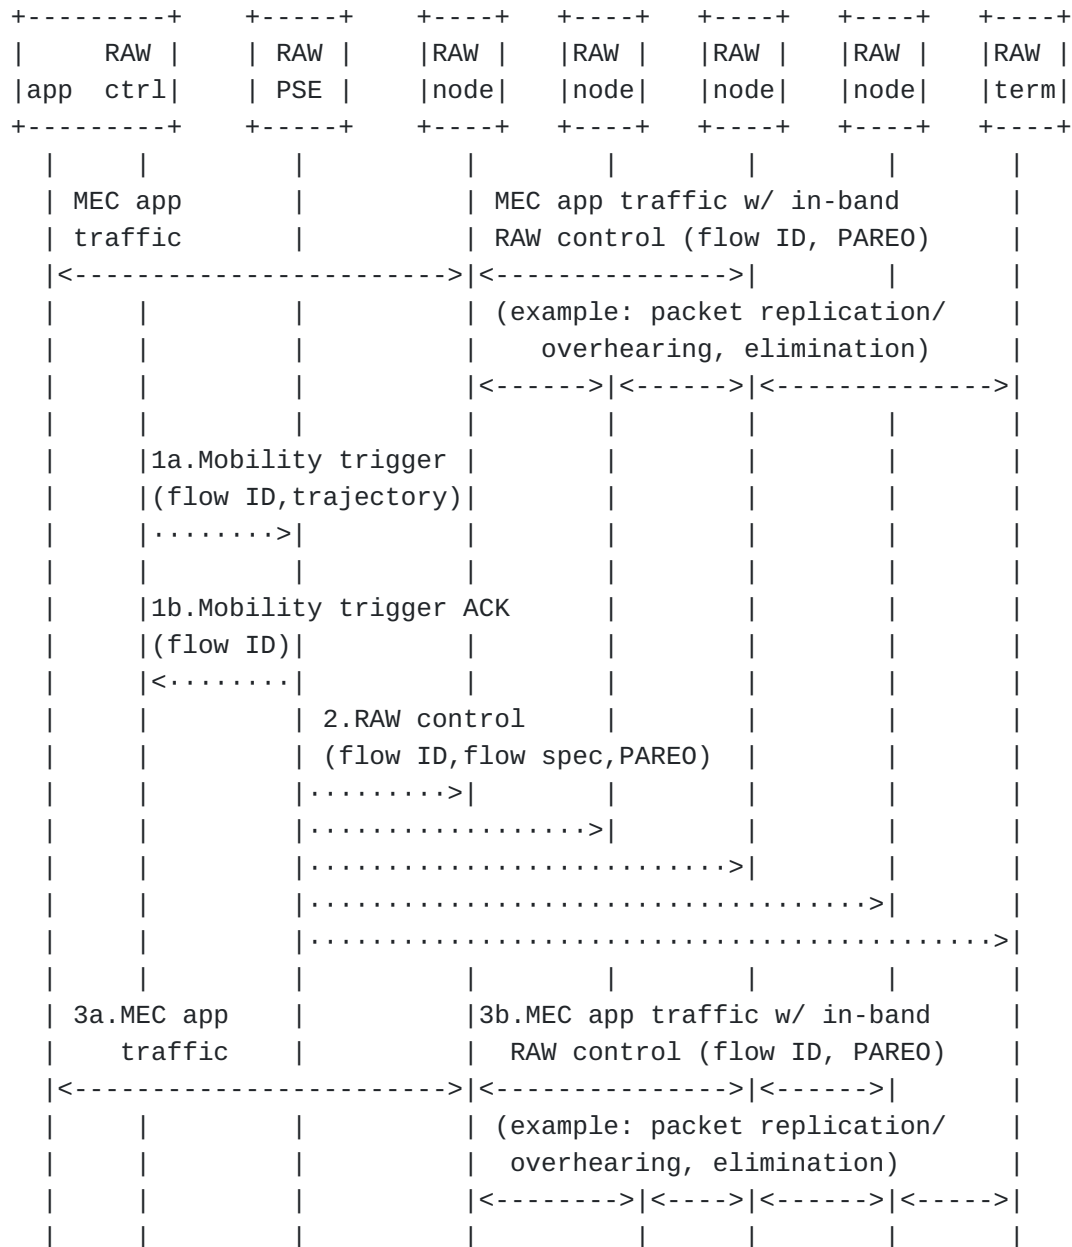 +---------+    +-----+    +----+   +----+   +----+   +----+   +----+
|     RAW |    | RAW |    |RAW |   |RAW |   |RAW |   |RAW |   |RAW |
|app  ctrl|    | PSE |    |node|   |node|   |node|   |node|   |term|
+---------+    +-----+    +----+   +----+   +----+   +----+   +----+
  |     |         |          |        |        |        |       |
  | MEC app       |          | MEC app traffic w/ in-band       |
  | traffic       |          | RAW control (flow ID, PAREO)     |
  |<------------------------>|<--------------->|        |       |
  |     |         |          | (example: packet replication/    |
  |     |         |          |    overhearing, elimination)     |
  |     |         |          |<------>|<------>|<-------------->|
  |     |         |          |        |        |        |       |
  |     |1a.Mobility trigger |        |        |        |       |
  |     |(flow ID,trajectory)|        |        |        |       |
  |     |········>|          |        |        |        |       |
  |     |         |          |        |        |        |       |
  |     |1b.Mobility trigger ACK      |        |        |       |
  |     |(flow ID)|          |        |        |        |       |
  |     |<········|          |        |        |        |       |
  |     |         | 2.RAW control     |        |        |       |
  |     |         | (flow ID,flow spec,PAREO)  |        |       |
  |     |         |·········>|        |        |        |       |
  |     |         |··················>|        |        |       |
  |     |         |···························>|        |       |
  |     |         |····································>|       |
  |     |         |············································>|
  |     |         |          |        |        |        |       |
  | 3a.MEC app    |          |3b.MEC app traffic w/ in-band     |
  |    traffic    |          |  RAW control (flow ID, PAREO)    |
  |<------------------------>|<--------------->|<------>|       |
  |     |         |          | (example: packet replication/    |
  |     |         |          |  overhearing, elimination)       |
  |     |         |          |<-------->|<---->|<------>|<----->|
  |     |         |          |          |      |        |       |